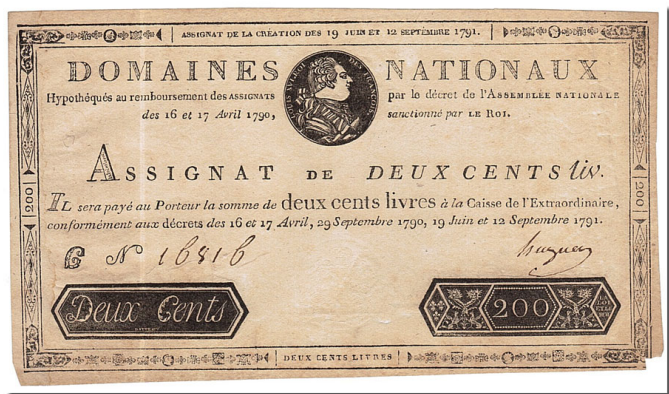 ASSIGNAT DE LA CRÉATION DES 19 JUIN ET 12 SEPTEMBRE 1791.
DOMAINES NATIONAUX
Hypothéqués au remboursement des ASSIGNATS par le décret de l'ASSEMBLÉE NATIONALE
des 16 et 17 Avril 1790, sanctionné par LE ROI.
ASSIGNAT DE DEUX CENTS liv.
IL sera payé au Porteur la somme de deux cents livres à la Caisse de l'Extraordinaire,
conformément aux décrets des 16 et 17 Avril, 29 Septembre 1790, 19 Juin et 12 Septembre 1791.
G N 16816
Deux Cents 200
DEUX CENTS LIVRES
200
200